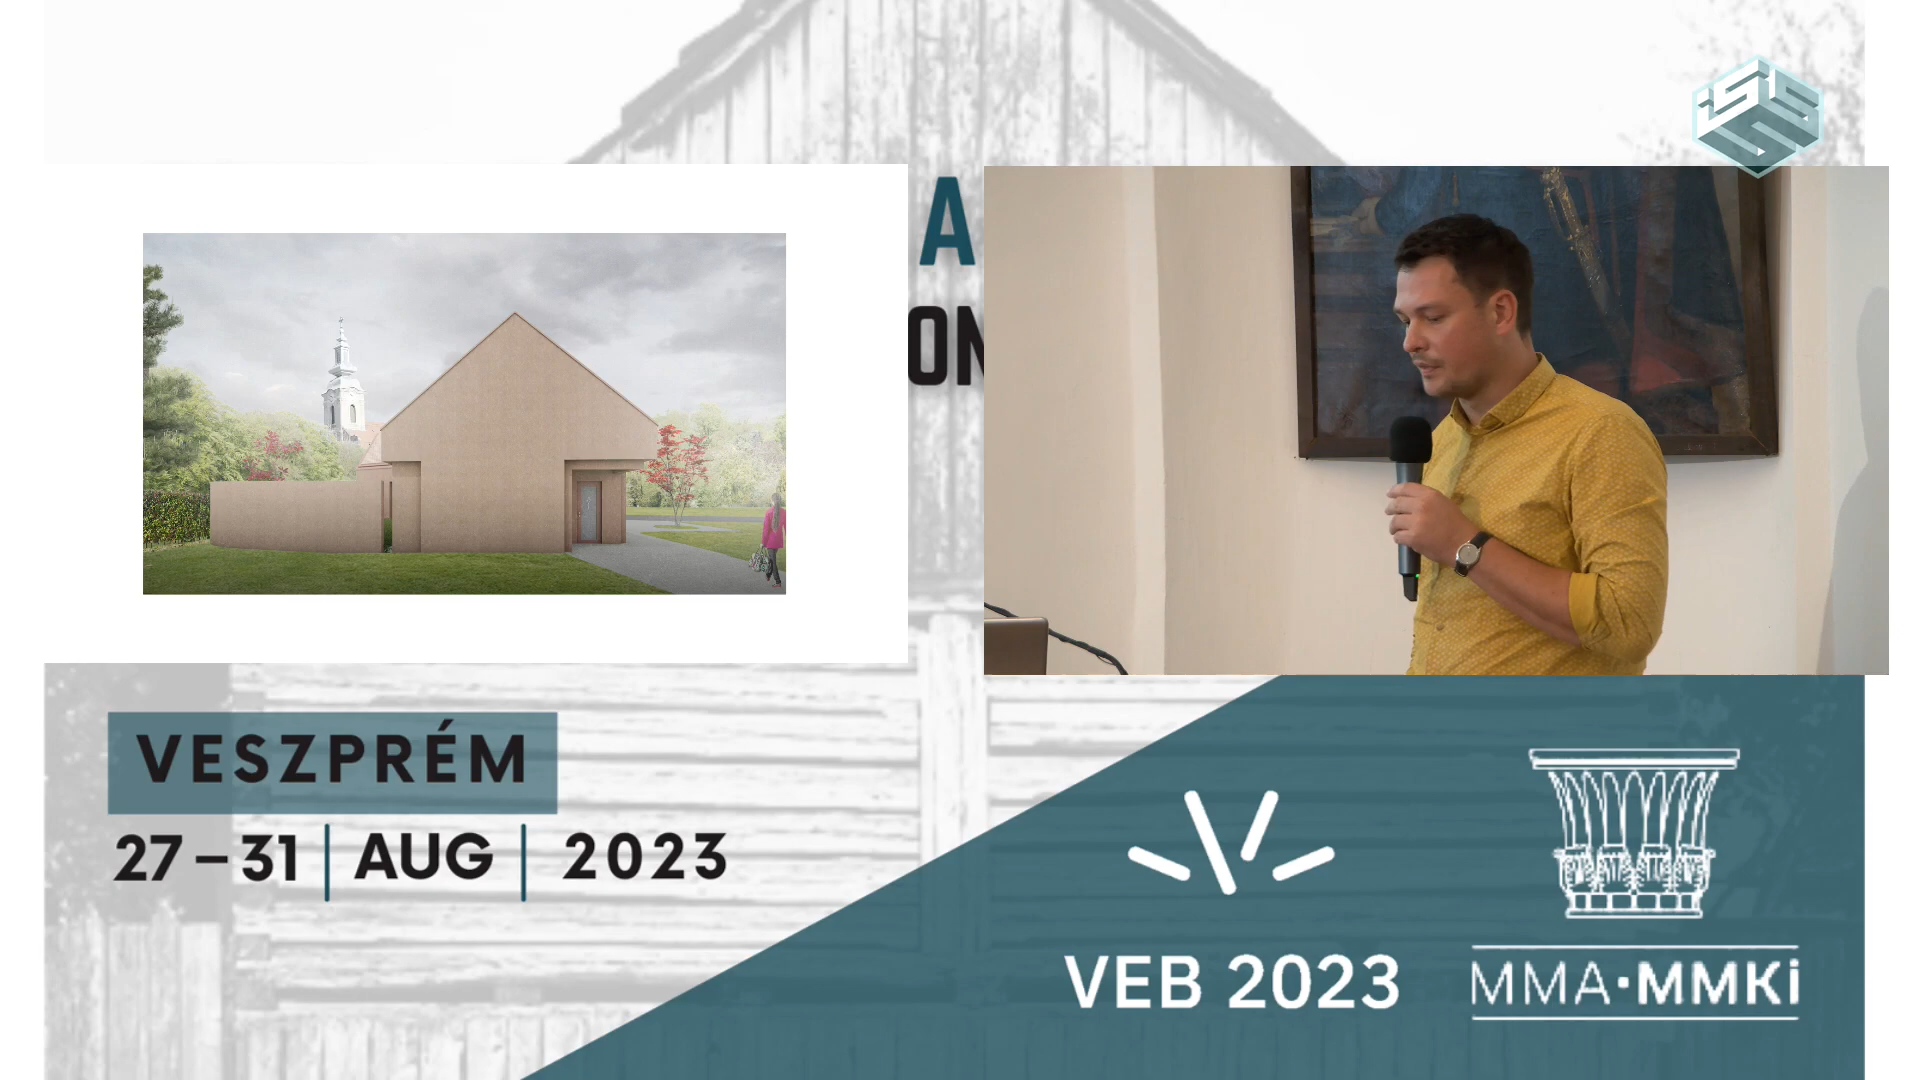 A
ON
VESZPRÉM
27–31 | AUG | 2023
VEB 2023
MMA·MMKi